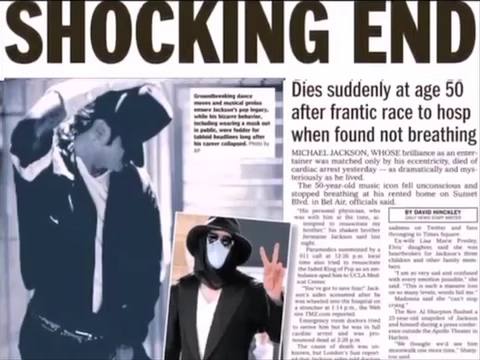 SHOCKING END
Groundbreaking dance
moves and musical genius
ensure Jackson's pop legacy,
while his bizarre behavior,
including wearing a mask out
in public, were fodder for
tabloid headlines long after
his career collapsed. Photo by
AP
Dies suddenly at age 50
after frantic race to hosp
when found not breathing
MICHAEL JACKSON, WHOSE brilliance as an enter-
tainer was matched only by his eccentricity, died of
cardiac arrest yesterday — as dramatically and mys-
teriously as he lived.
The 50-year-old music icon fell unconscious and
stopped breathing at his rented home on Sunset
Blvd. in Bel Air, officials said.
"His personal physician, who
was with him at the time, at-
tempted to resuscitate my
brother," his shaken brother
Jermaine Jackson said last
night.
Paramedics summoned by a
911 call at 12:26 p.m. local
time also tried to resuscitate
the faded King of Pop as an am-
bulance sped him to UCLA Med-
ical Center.
"You've got to save him!" Jack-
son's aides screamed after he
was wheeled into the hospital on
a stretcher at 1:14 p.m., the Web
site TMZ.com reported.
Emergency room doctors tried
to revive him but he was in full
cardiac arrest and was pro-
nounced dead at 2:26 p.m.
The cause of death was un-
known, but London's Sun report-
BY DAVID HINCKLEY
DAILY NEWS STAFF WRITER
sadness on Twitter and fans
thronging to Times Square.
Ex-wife Lisa Marie Presley,
Elvis' daughter, said she was
heartbroken for Jackson's three
children and other family mem-
bers.
"I am so very sad and confused
with every emotion possible," she
said. "This is such a massive loss
on so many levels, words fail me."
Madonna said she "can't stop
crying."
The Rev. Al Sharpton flashed a
25-year snapshot of Jackson
and himself during a press confer-
ence outside the Apollo Theater in
Harlem.
"We thought we'd see him
moonwalk one more time," Sharp-
ton said.